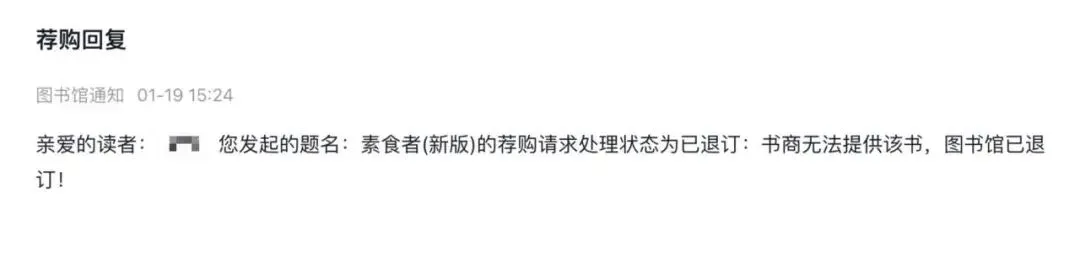 荐购回复
图书馆通知 01-19 15:24
亲爱的读者： 您发起的题名：素食者(新版)的荐购请求处理状态为已退订：书商无法提供该书，图书馆已退
订！